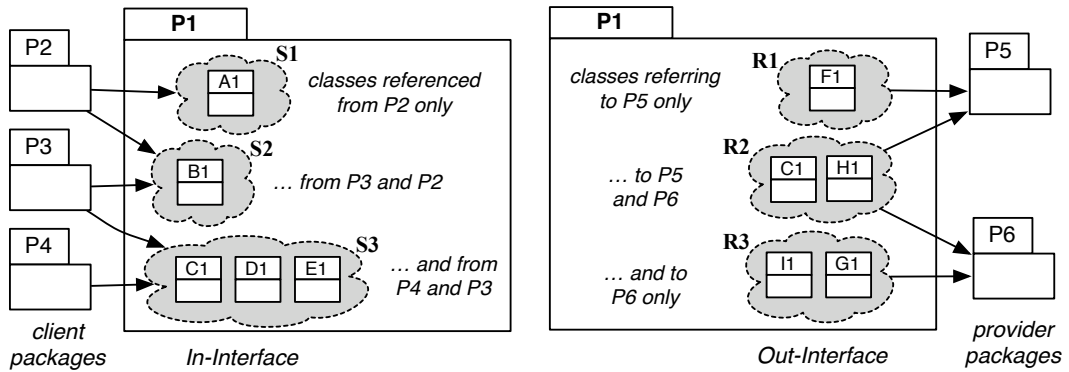 P1
P2
S1
A1
classes referenced
from P2 only
P3
S2
B1
... from P3 and P2
P4
S3
C1 D1 E1
... and from
P4 and P3
client
packages
In-Interface
P1
P5
R1
F1
classes referring
to P5 only
R2
C1 H1
... to P5
and P6
P6
R3
I1 G1
... and to
P6 only
Out-Interface
provider
packages